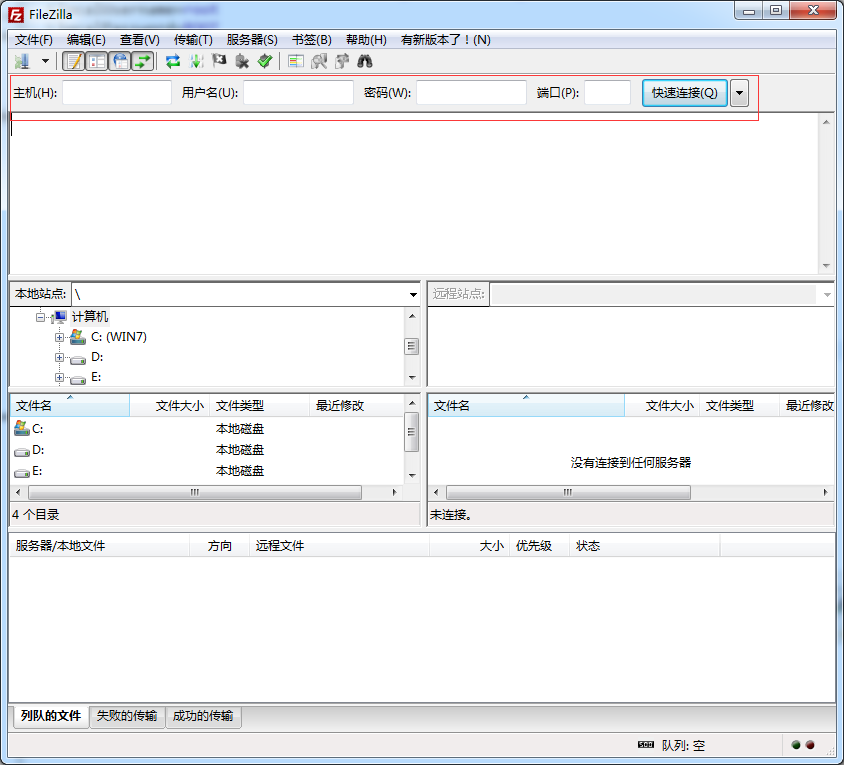 FileZilla
文件(F) 编辑(E) 查看(V) 传输(T) 服务器(S) 书签(B) 帮助(H) 有新版本了！(N)
主机(H): 用户名(U): 密码(W): 端口(P): 快速连接(Q)
本地站点: \ 远程站点:
计算机
C: (WIN7)
D:
E:
文件名 文件大小 文件类型 最近修改
C: 本地磁盘
D: 本地磁盘
E: 本地磁盘
4 个目录
文件名 文件大小 文件类型 最近修改
没有连接到任何服务器
未连接。
服务器/本地文件 方向 远程文件 大小 优先级 状态
列队的文件 失败的传输 成功的传输
队列: 空